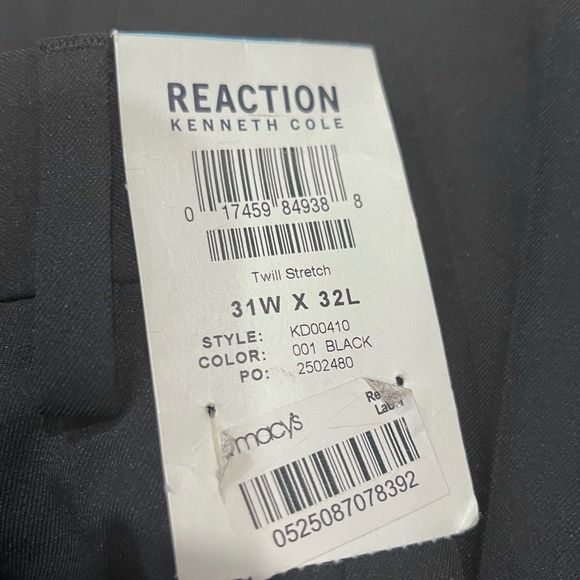 REACTION
KENNETH COLE
0 17459 84938 8
Twill Stretch
31W X 32L
STYLE: KD00410
COLOR: 001 BLACK
PO: 2502480
macy's
0525087078392